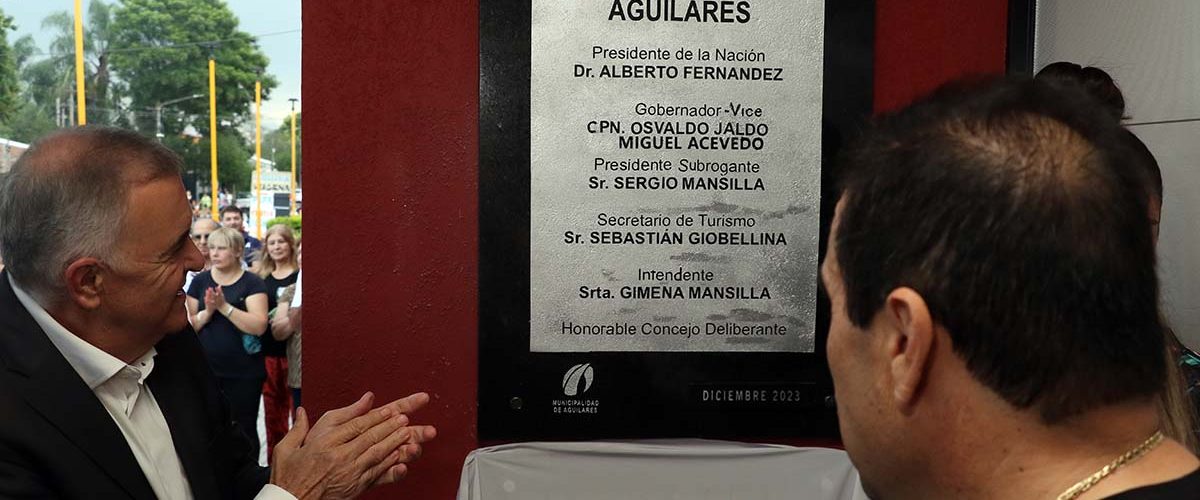 AGUILARES
Presidente de la Nación
Dr. ALBERTO FERNANDEZ
Gobernador-Vice
CPN. OSVALDO JALDO
MIGUEL ACEVEDO
Presidente Subrogante
Sr. SERGIO MANSILLA
Secretario de Turismo
Sr. SEBASTIÁN GIOBELLINA
Intendente
Srta. GIMENA MANSILLA
Honorable Concejo Deliberante
MUNICIPALIDAD
DE AGUILARES
DICIEMBRE 2023